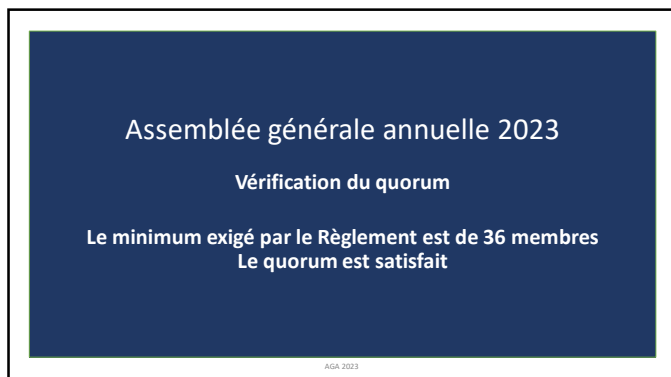 Assemblée générale annuelle 2023
Vérification du quorum
Le minimum exigé par le Règlement est de 36 membres
Le quorum est satisfait
AGA 2023